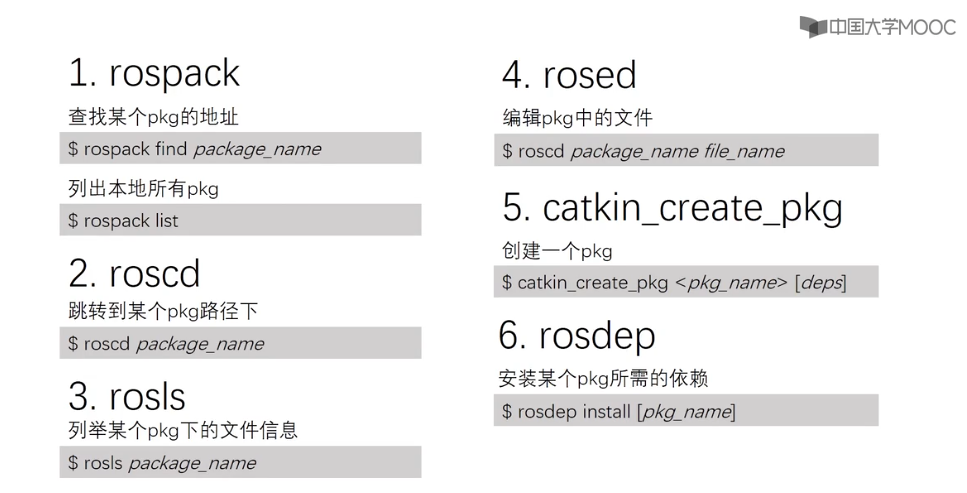 中国大学MOOC
1. rospack
查找某个pkg的地址
$ rospack find package_name
列出本地所有pkg
$ rospack list
2. roscd
跳转到某个pkg路径下
$ roscd package_name
3. rosls
列举某个pkg下的文件信息
$ rosls package_name
4. rosed
编辑pkg中的文件
$ roscd package_name file_name
5. catkin_create_pkg
创建一个pkg
$ catkin_create_pkg <pkg_name> [deps]
6. rosdep
安装某个pkg所需的依赖
$ rosdep install [pkg_name]